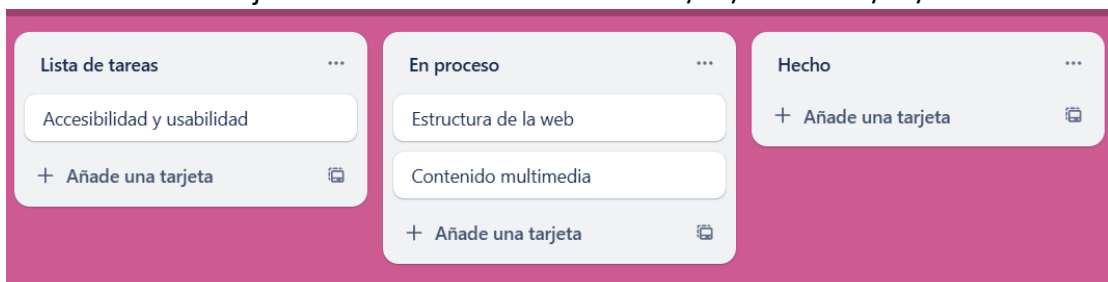 Lista de tareas
Accesibilidad y usabilidad
+ Añade una tarjeta
En proceso
Estructura de la web
Contenido multimedia
+ Añade una tarjeta
Hecho
+ Añade una tarjeta